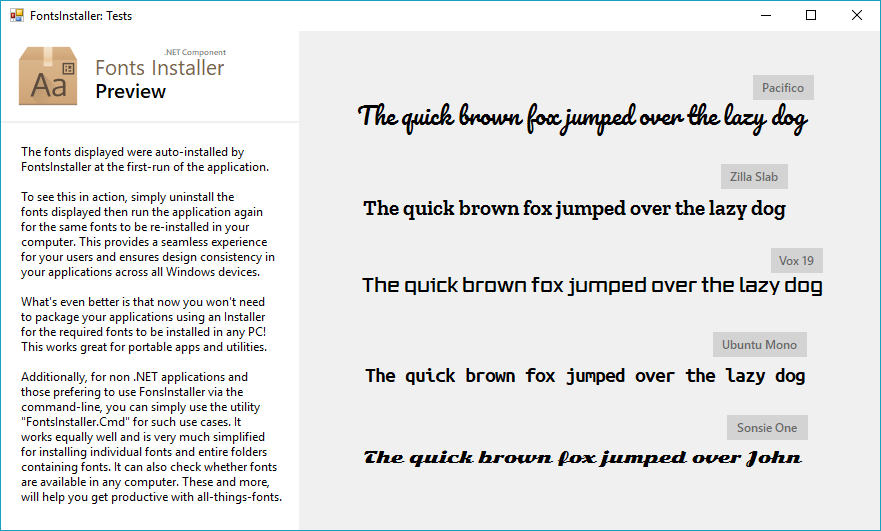 FontsInstaller: Tests
.NET Component
Fonts Installer
Preview
Aa
The fonts displayed were auto-installed by
FontsInstaller at the first-run of the application.
To see this in action, simply uninstall the
fonts displayed then run the application again
for the same fonts to be re-installed in your
computer. This provides a seamless experience
for your users and ensures design consistency in
your applications across all Windows devices.
What's even better is that now you won't need
to package your applications using an Installer
for the required fonts to be installed in any PC!
This works great for portable apps and utilities.
Additionally, for non .NET applications and
those prefering to use FonsInstaller via the
command-line, you can simply use the utility
"FontsInstaller.Cmd" for such use cases. It
works equally well and is very much simplified
for installing individual fonts and entire folders
containing fonts. It can also check whether fonts
are available in any computer. These and more,
will help you get productive with all-things-fonts.
Pacifico
The quick brown fox jumped over the lazy dog
Zilla Slab
The quick brown fox jumped over the lazy dog
Vox 19
The quick brown fox jumped over the lazy dog
Ubuntu Mono
The quick brown fox jumped over the lazy dog
Sonsie One
The quick brown fox jumped over John